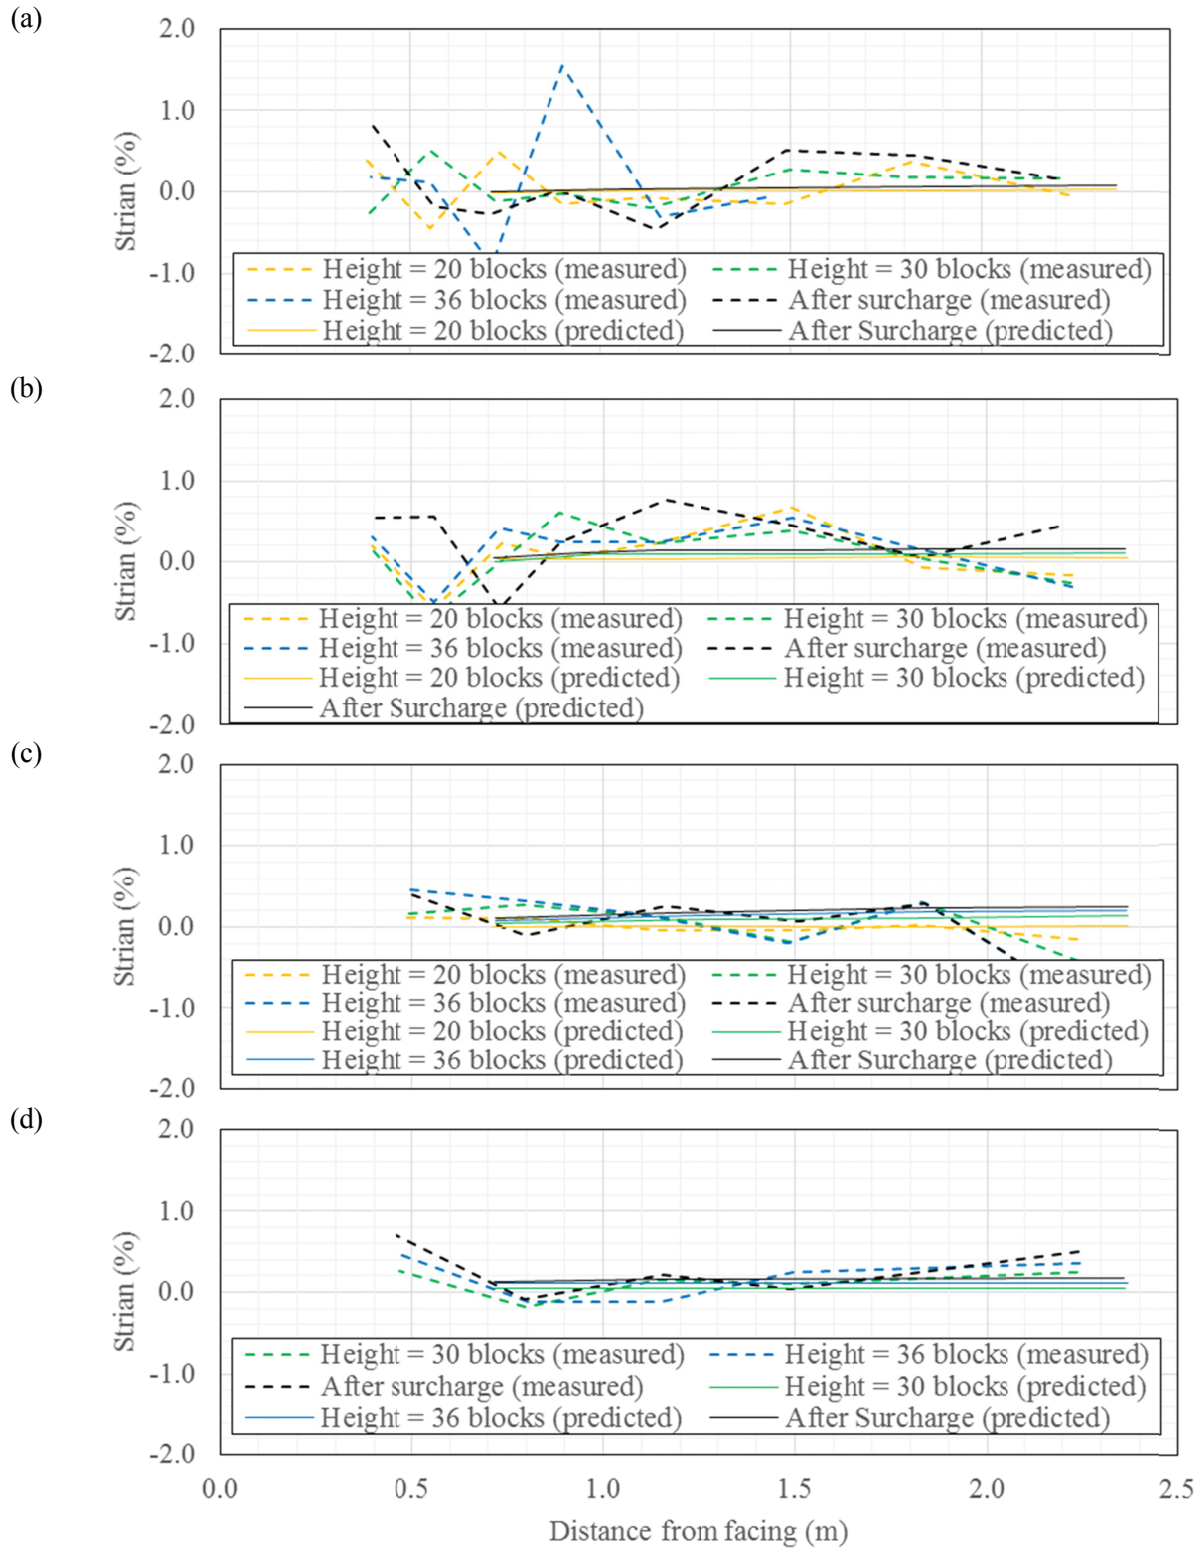 (a)
2.0
1.0
0.0
-1.0
-2.0
Strian (%)
Height = 20 blocks (measured) Height = 30 blocks (measured)
Height = 36 blocks (measured) After surcharge (measured)
Height = 20 blocks (predicted) After Surcharge (predicted)
(b)
2.0
1.0
0.0
-1.0
-2.0
Strian (%)
Height = 20 blocks (measured) Height = 30 blocks (measured)
Height = 36 blocks (measured) After surcharge (measured)
Height = 20 blocks (predicted) Height = 30 blocks (predicted)
After Surcharge (predicted)
(c)
2.0
1.0
0.0
-1.0
-2.0
Strian (%)
Height = 20 blocks (measured) Height = 30 blocks (measured)
Height = 36 blocks (measured) After surcharge (measured)
Height = 20 blocks (predicted) Height = 30 blocks (predicted)
Height = 36 blocks (predicted) After Surcharge (predicted)
(d)
2.0
1.0
0.0
-1.0
-2.0
Strian (%)
Height = 30 blocks (measured) Height = 36 blocks (measured)
After surcharge (measured) Height = 30 blocks (predicted)
Height = 36 blocks (predicted) After Surcharge (predicted)
0.0 0.5 1.0 1.5 2.0 2.5
Distance from facing (m)